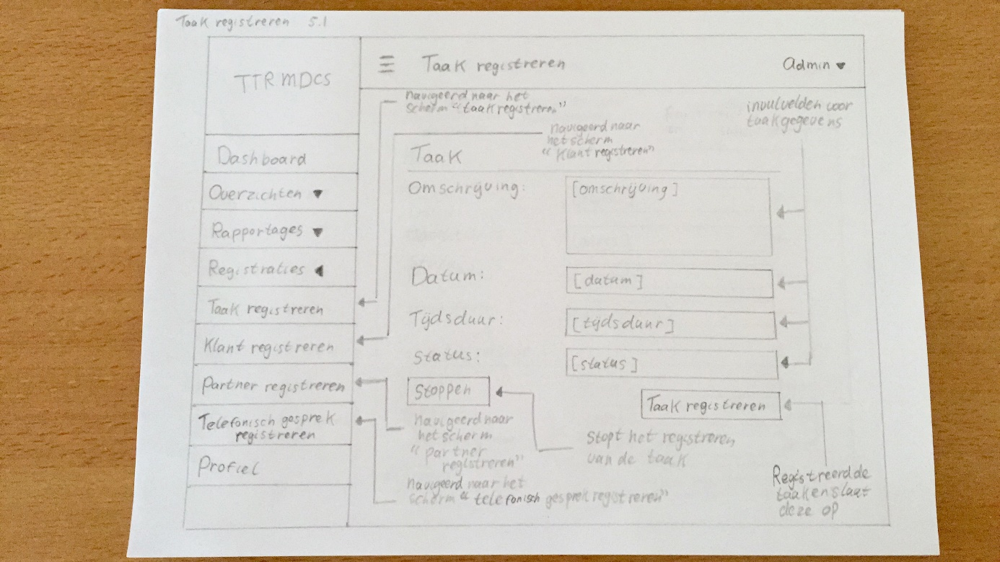 Taak registreren 5.1
TTRMDCS
Taak registreren
Admin
Dashboard
Overzichten
Rapportages
Registraties
Taak registreren
Klant registreren
Partner registreren
Telefonisch gesprek
registreren
Profiel
navigeerd naar het
scherm "taak registreren"
navigeerd naar
het scherm
"Klant registreren"
invulvelden voor
taakgegevens
Taak
Omschrijving:
[omschrijving]
Datum:
[datum]
Tijdsduur:
[tijdsduur]
Status:
[status]
Stoppen
Taak registreren
navigeerd naar
het scherm
"partner
registreren"
Stopt het registreren
van de taak
navigeerd naar het
scherm "telefonisch gesprek registreren"
Registreerd de
taak en slaat
deze op